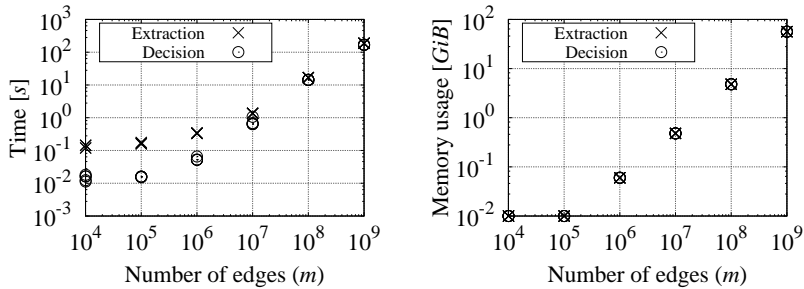 Time [s]
10^3
10^2
10^1
10^0
10^-1
10^-2
10^-3
Extraction
Decision
10^4 10^5 10^6 10^7 10^8 10^9
Number of edges (m)
Memory usage [GiB]
10^2
10^1
10^0
10^-1
10^-2
Extraction
Decision
10^4 10^5 10^6 10^7 10^8 10^9
Number of edges (m)